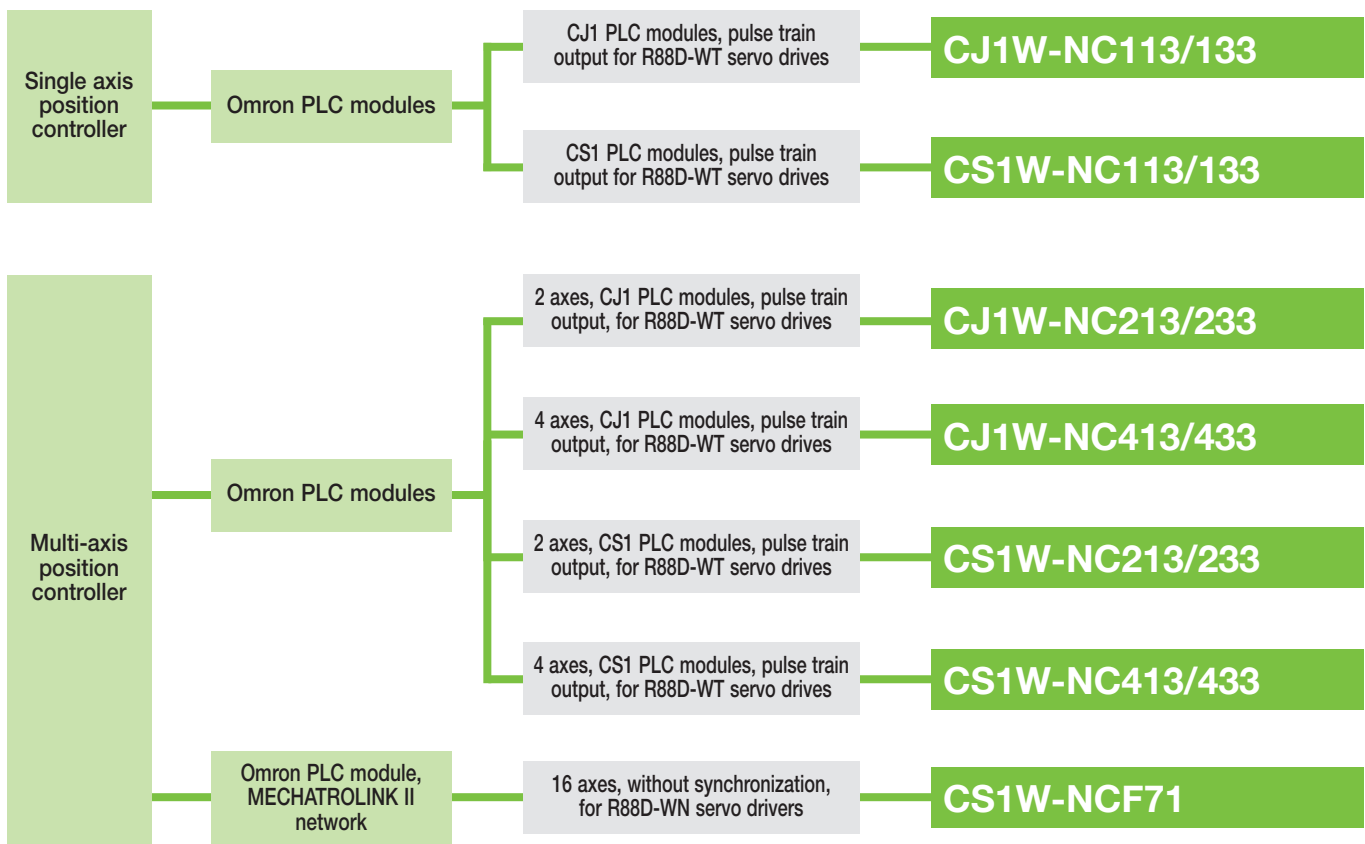 Single axis
position
controller
Omron PLC modules
CJ1 PLC modules, pulse train
output for R88D-WT servo drives
CJ1W-NC113/133
CS1 PLC modules, pulse train
output for R88D-WT servo drives
CS1W-NC113/133
Multi-axis
position
controller
Omron PLC modules
2 axes, CJ1 PLC modules, pulse train
output, for R88D-WT servo drives
CJ1W-NC213/233
4 axes, CJ1 PLC modules, pulse train
output, for R88D-WT servo drives
CJ1W-NC413/433
2 axes, CS1 PLC modules, pulse train
output, for R88D-WT servo drives
CS1W-NC213/233
4 axes, CS1 PLC modules, pulse train
output, for R88D-WT servo drives
CS1W-NC413/433
Omron PLC module,
MECHATROLINK II
network
16 axes, without synchronization,
for R88D-WN servo drivers
CS1W-NCF71